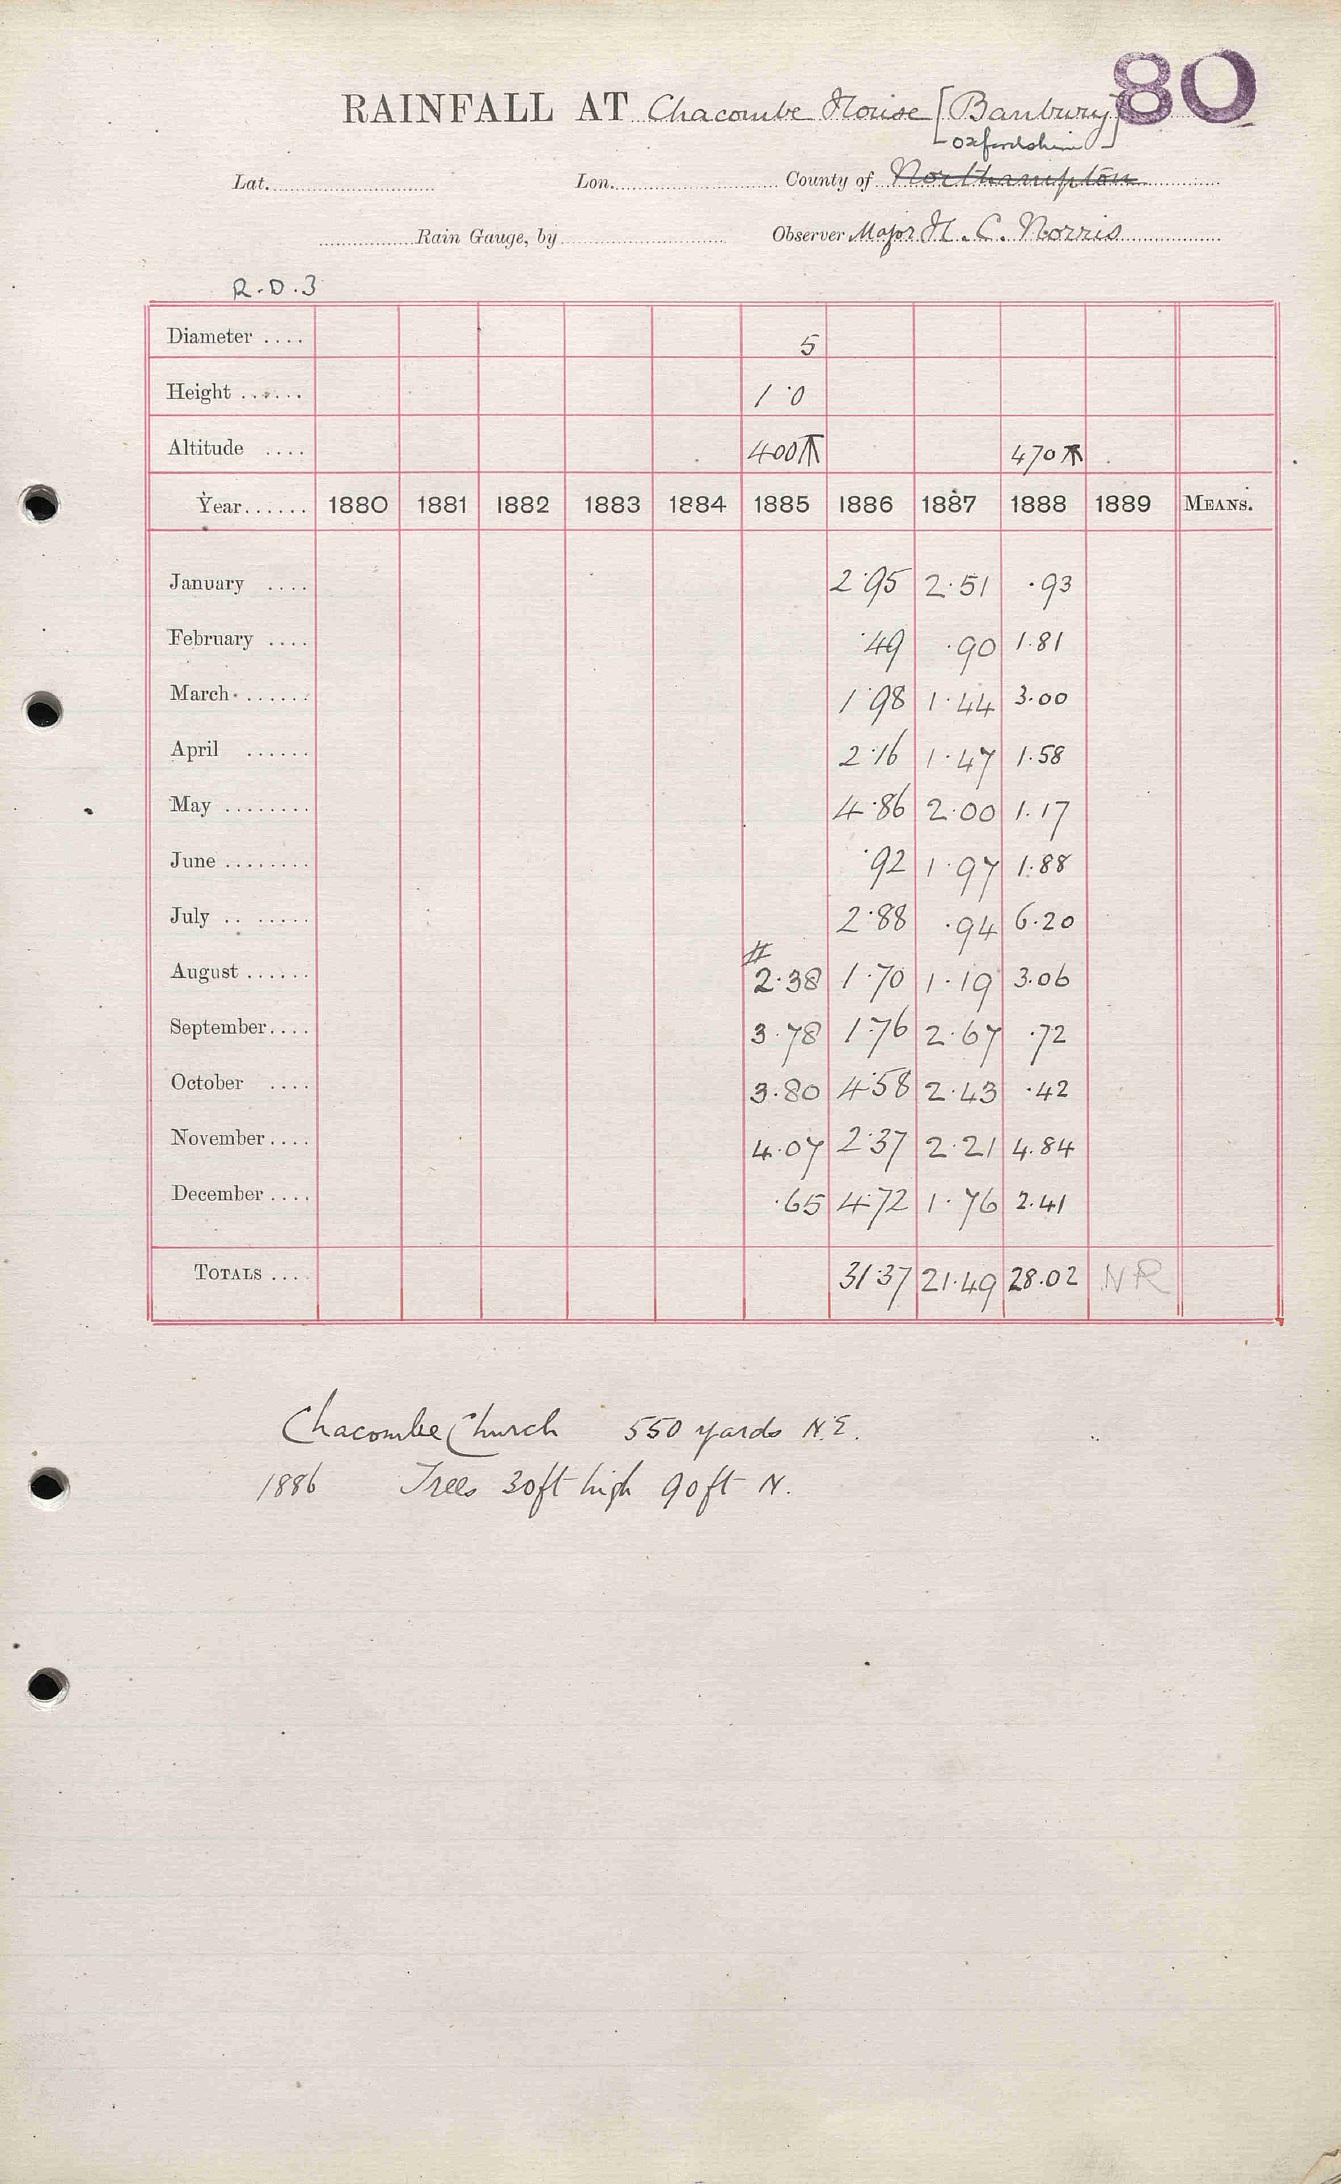 80
RAINFALL AT Chacombe House [Banbury]
Oxfordshire
Lat. Lon. County of Northampton
Rain Gauge, by Observer Major H. C. Norris
R.D.3
Diameter .... 5
Height ...... 1·0
Altitude .... 400 470
Year...... 1880 1881 1882 1883 1884 1885 1886 1887 1888 1889 MEANS.
January .... 2·95 2·51 ·93
February .... ·49 ·90 1.81
March ...... 1·98 1·44 3.00
April ...... 2·16 1·47 1.58
May ........ 4·86 2·00 1.17
June ........ ·92 1·97 1.88
July .. ..... 2·88 ·94 6.20
#
August ...... 2·38 1·70 1·19 3.06
September.... 3·78 1·76 2·67 ·72
October .... 3·80 4·58 2·43 ·42
November.... 4·07 2·37 2·21 4.84
December .... ·65 4·72 1·76 2.41
TOTALS .... 31·37 21·49 28.02 NR
Chacombe Church 550 yards N.E.
1886 Trees 30ft high 90ft N.